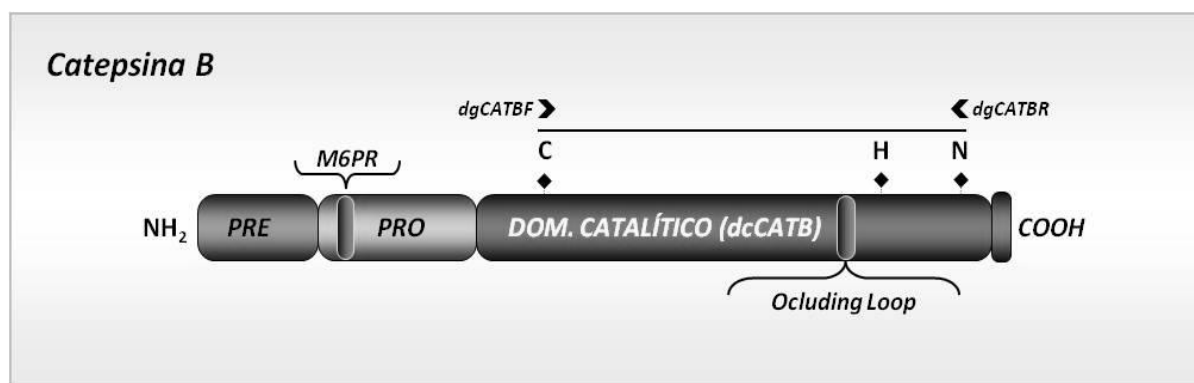 Catepsina B
dgCATBF
dgCATBR
M6PR
C
H
N
NH2
PRE
PRO
DOM. CATALÍTICO (dcCATB)
COOH
Ocluding Loop